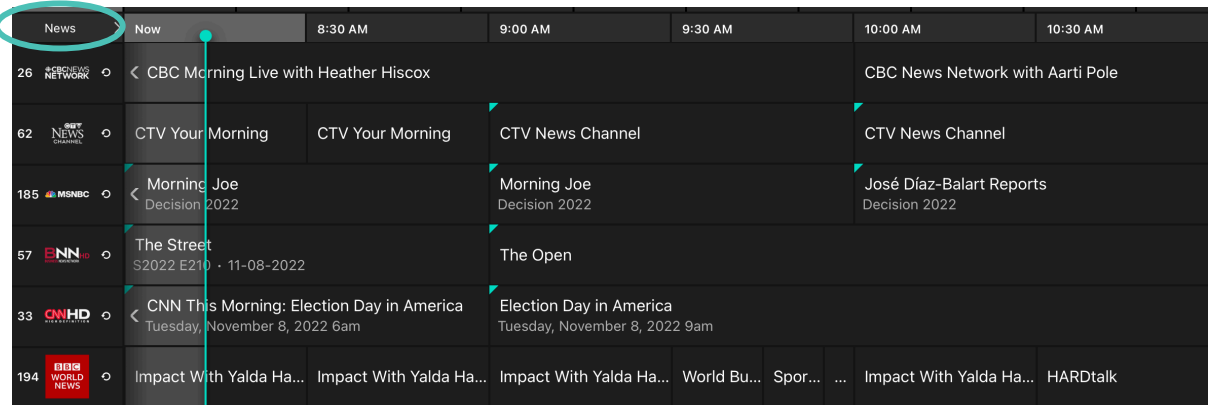 News
Now 8:30 AM 9:00 AM 9:30 AM 10:00 AM 10:30 AM
26 CBCNEWS NETWORK CBC Morning Live with Heather Hiscox CBC News Network with Aarti Pole
62 CTV NEWS CHANNEL CTV Your Morning CTV Your Morning CTV News Channel CTV News Channel
185 MSNBC Morning Joe Morning Joe José Díaz-Balart Reports
Decision 2022 Decision 2022 Decision 2022
57 BNN HD The Street The Open
S2022 E210 • 11-08-2022
33 CNN HD CNN This Morning: Election Day in America Election Day in America
HIGH DEFINITION Tuesday, November 8, 2022 6am Tuesday, November 8, 2022 9am
194 BBC WORLD NEWS Impact With Yalda Ha... Impact With Yalda Ha... Impact With Yalda Ha... World Bu... Spor... ... Impact With Yalda Ha... HARDtalk